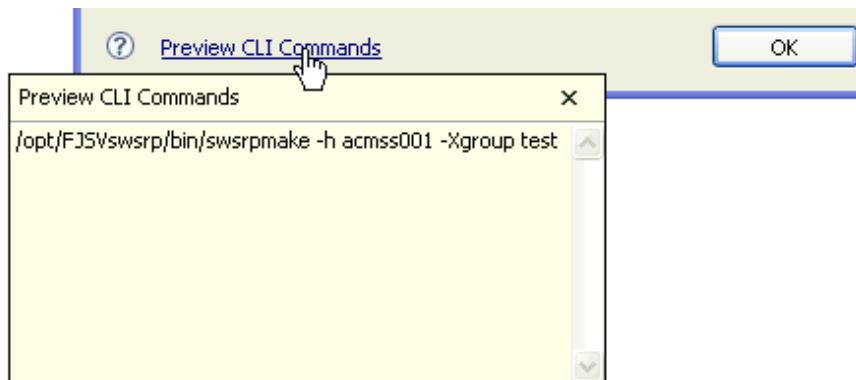 Preview CLI Commands
OK
Preview CLI Commands
/opt/FJSVswsrp/bin/swsrpmake -h acmss001 -Xgroup test